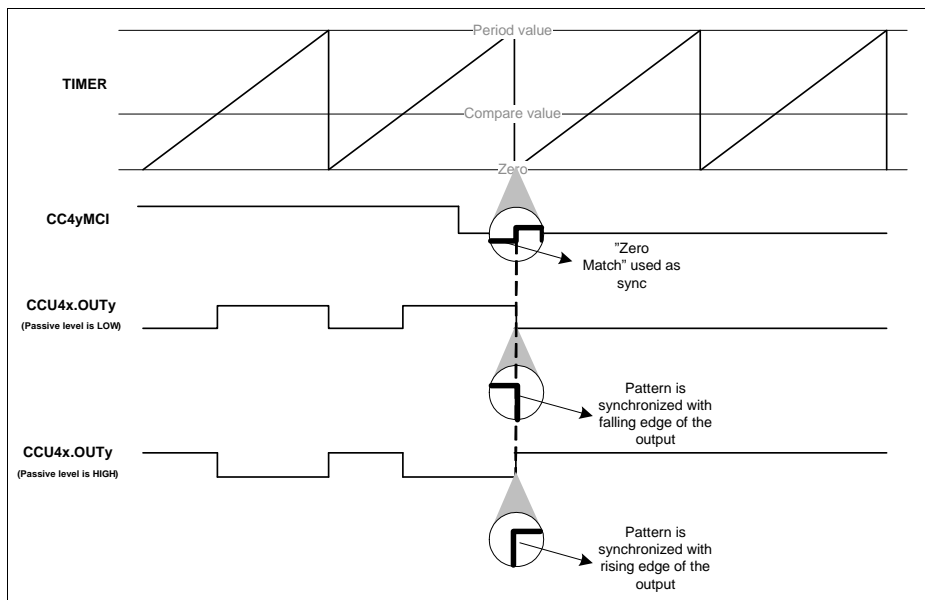 Period value
TIMER
Compare value
Zero
CC4yMCI
"Zero
Match" used as
sync
CCU4x.OUTy
(Passive level is LOW)
Pattern is
synchronized with
falling edge of the
output
CCU4x.OUTy
(Passive level is HIGH)
Pattern is
synchronized with
rising edge of the
output